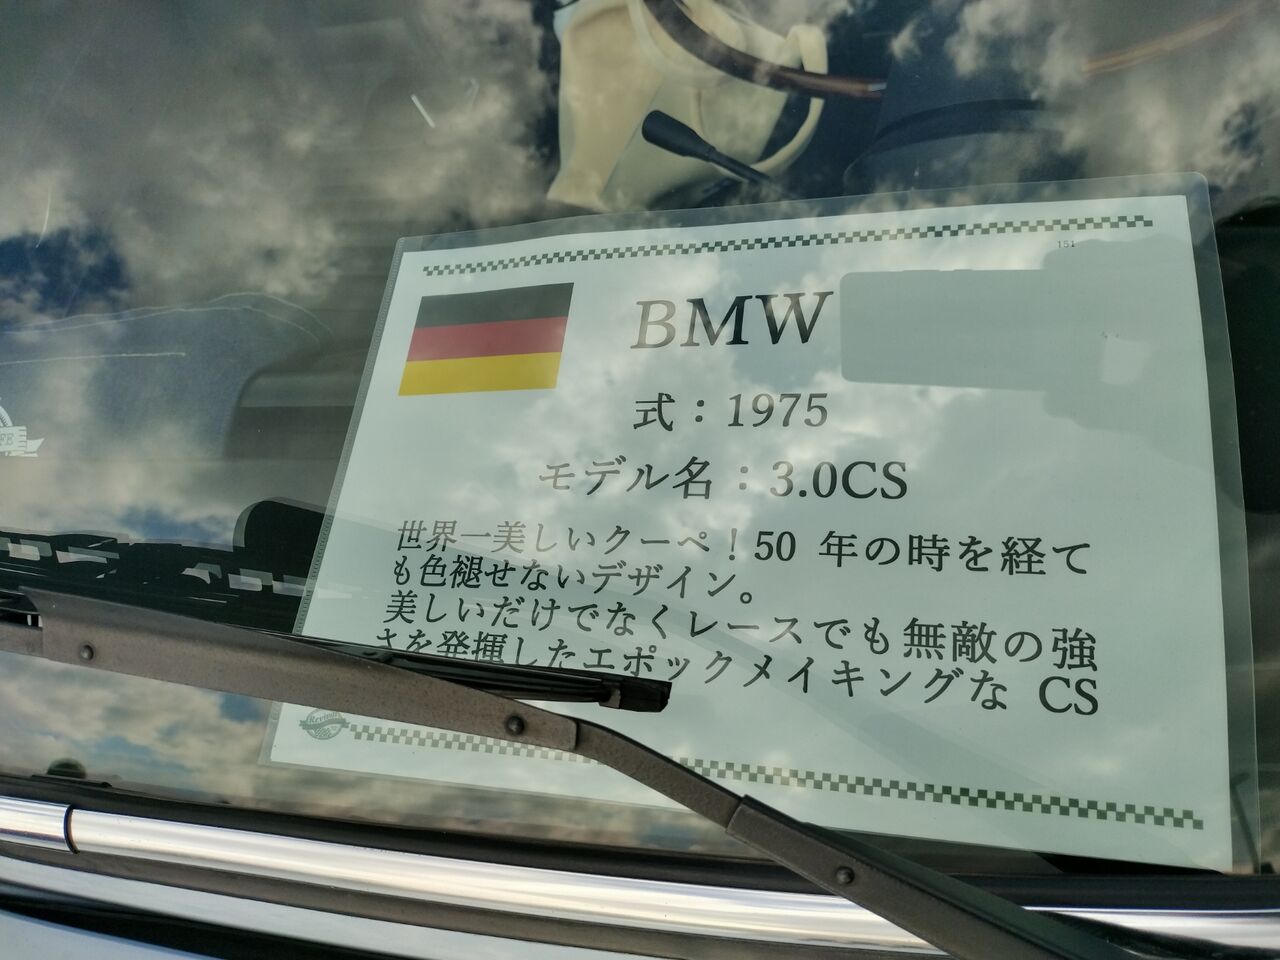 151
BMW
式：1975
モデル名：3.0CS
世界一美しいクーペ！50 年の時を経て
も色褪せないデザイン。
美しいだけでなくレースでも無敵の強
さを発揮したエポックメイキングな CS
Revival
FE